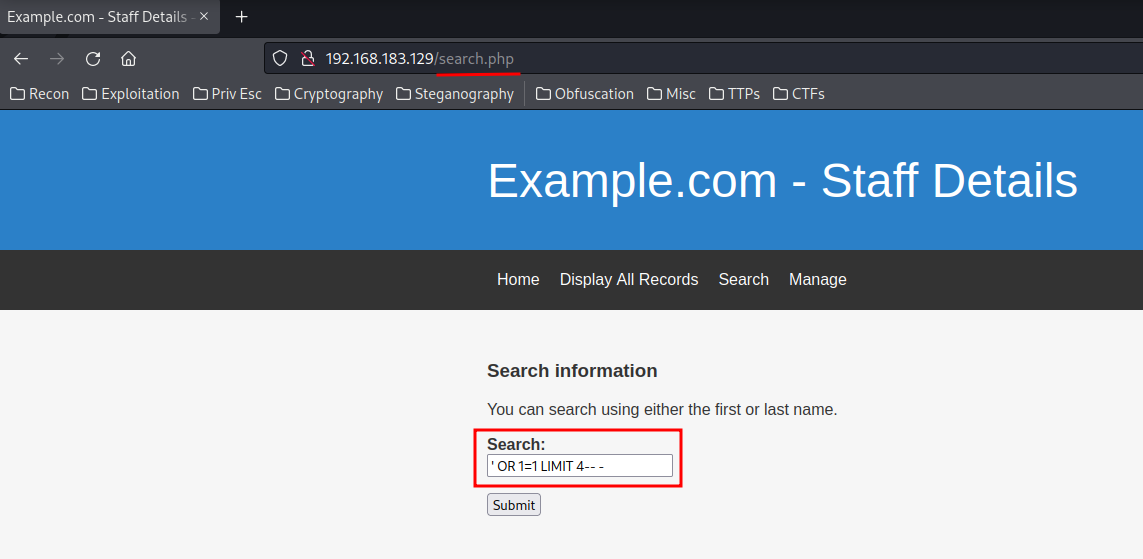 Example.com - Staff Details -
192.168.183.129/search.php
Recon Exploitation Priv Esc Cryptography Steganography Obfuscation Misc TTPs CTFs
Example.com - Staff Details
Home Display All Records Search Manage
Search information
You can search using either the first or last name.
Search:
' OR 1=1 LIMIT 4-- -
Submit